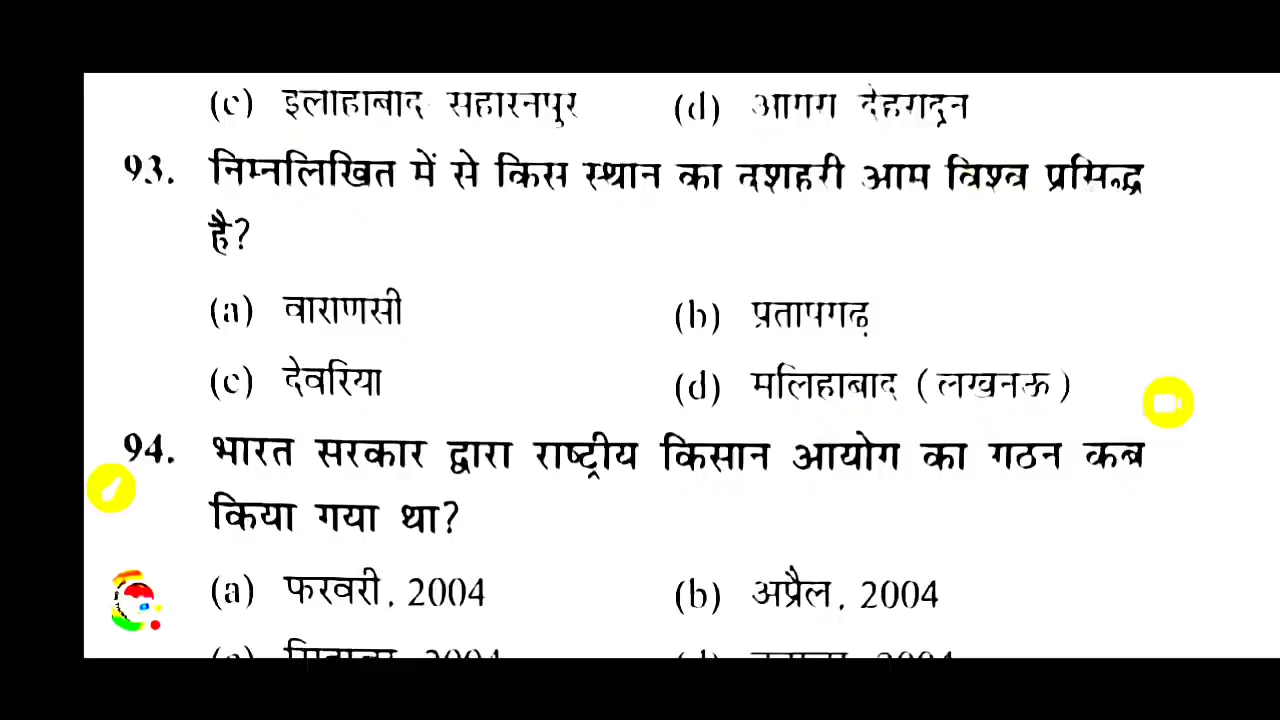 (c) इलाहाबाद सहारनपुर (d) आगरा देहरादून
93. निम्नलिखित में से किस स्थान का दशहरी आम विश्व प्रसिद्ध
है?
(a) वाराणसी (b) प्रतापगढ़
(c) देवरिया (d) मलिहाबाद (लखनऊ)
94. भारत सरकार द्वारा राष्ट्रीय किसान आयोग का गठन कब
किया गया था?
(a) फरवरी, 2004 (b) अप्रैल, 2004